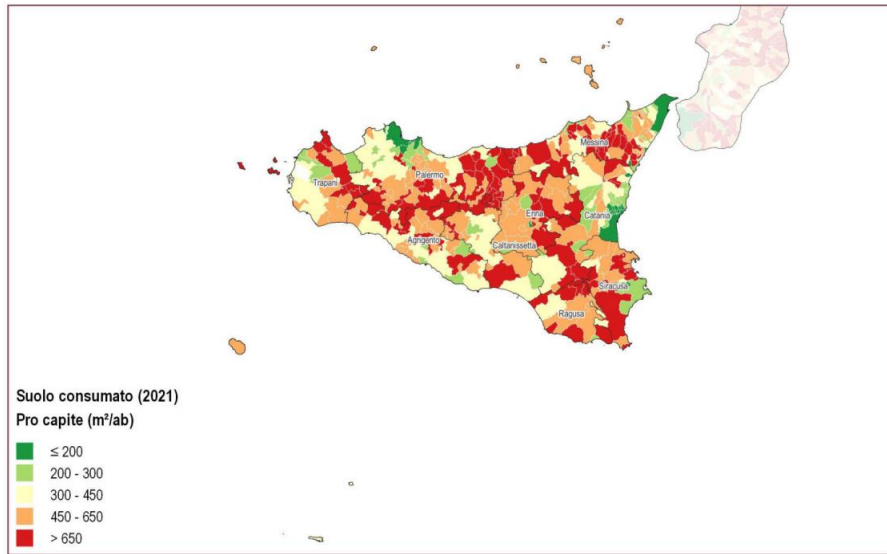 Messina
Palermo
Trapani
Enna
Catania
Agrigento
Caltanissetta
Siracusa
Ragusa
Suolo consumato (2021)
Pro capite (m²/ab)
≤ 200
200 - 300
300 - 450
450 - 650
> 650